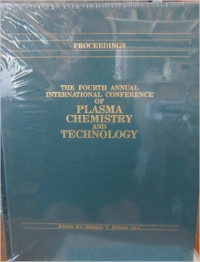 PROCEEDINGS
THE FOURTH ANNUAL
INTERNATIONAL CONFERENCE
OF
PLASMA
CHEMISTRY
AND
TECHNOLOGY